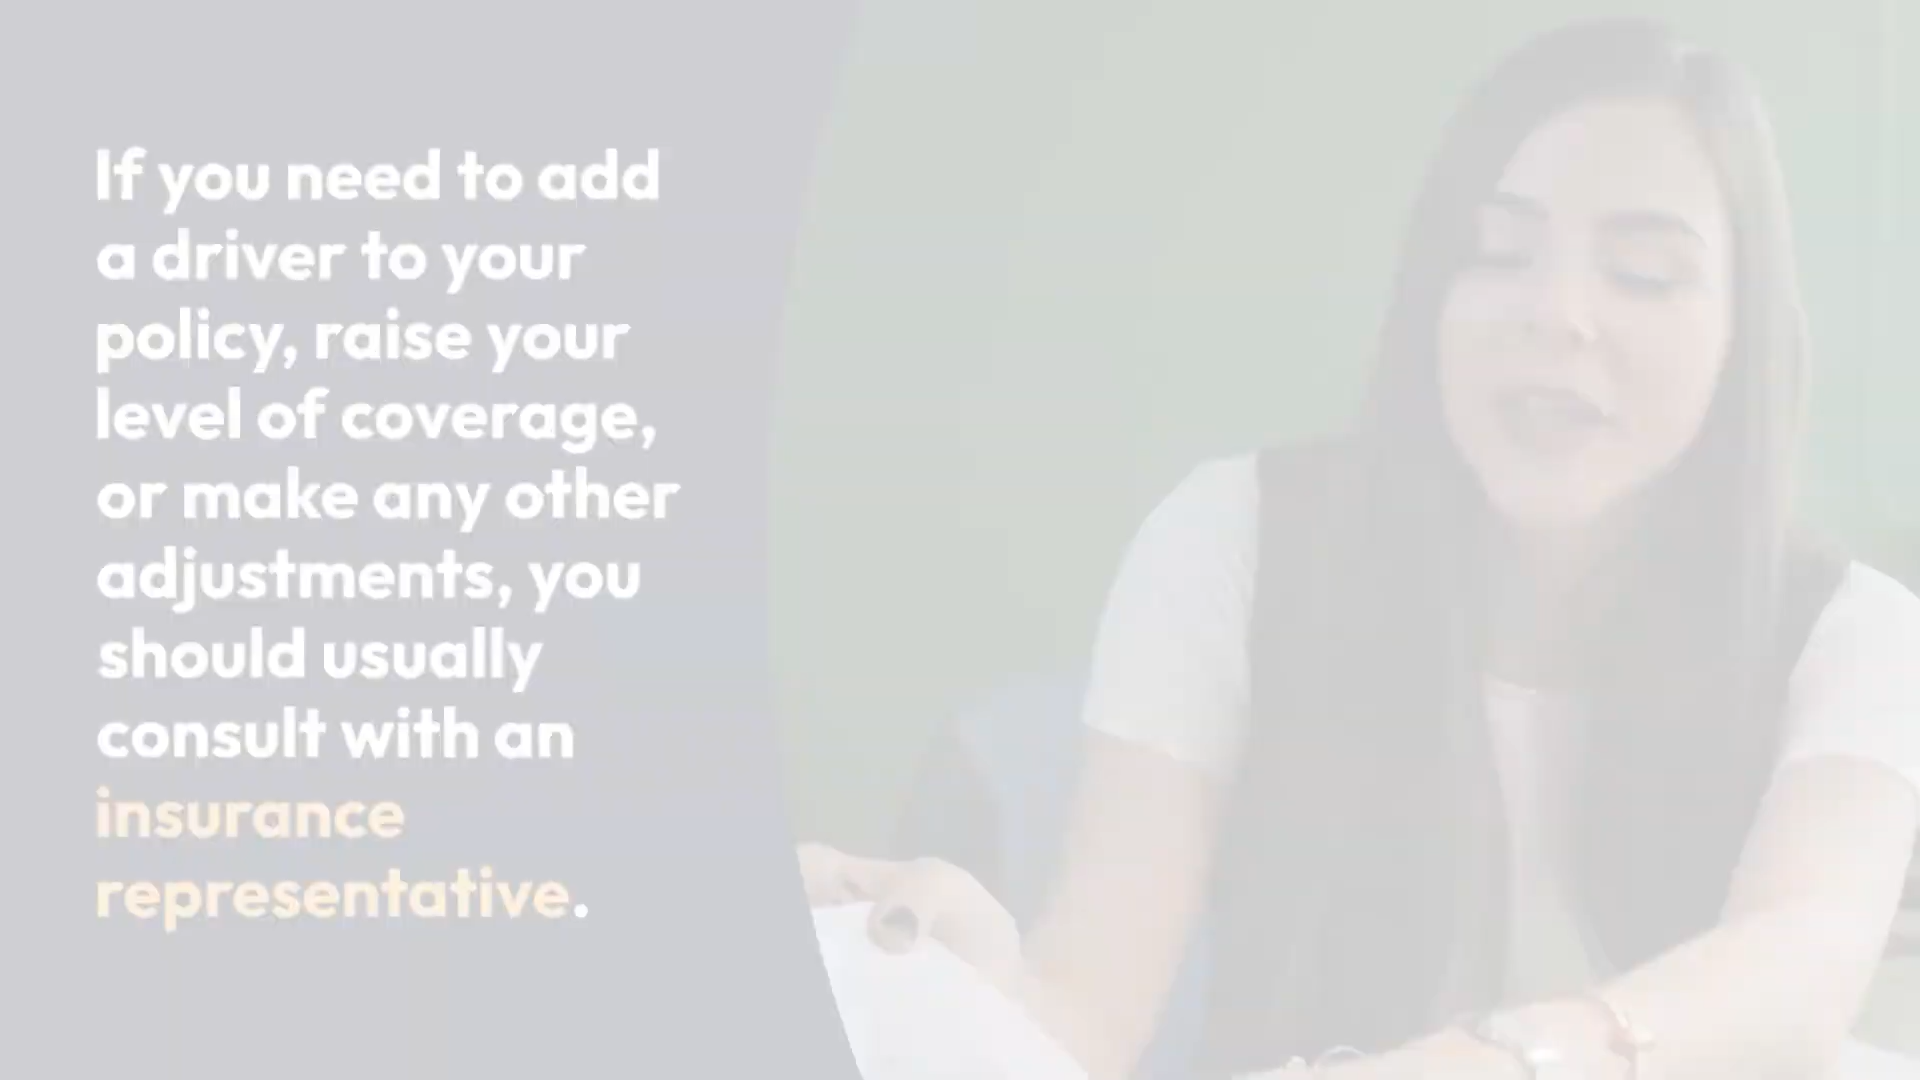 If you need to add
a driver to your
policy, raise your
level of coverage,
or make any other
adjustments, you
should usually
consult with an
insurance
representative.